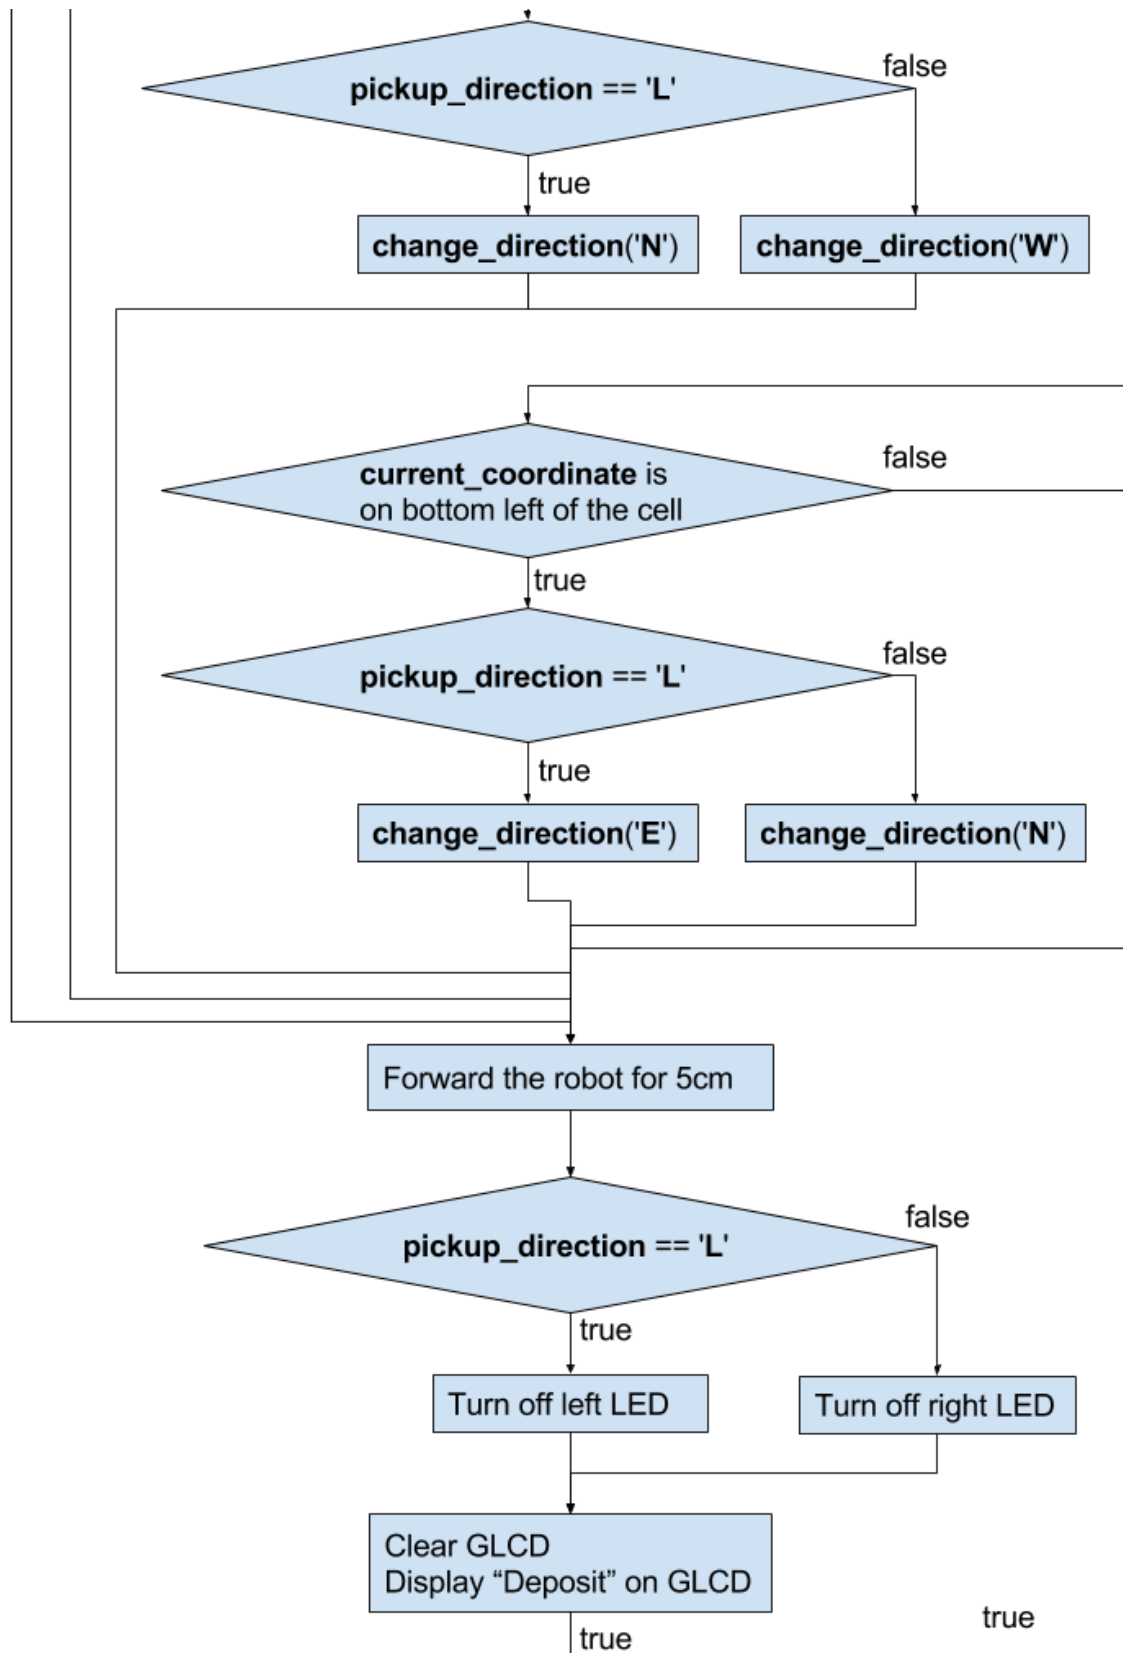 pickup_direction == 'L'
false
true
change_direction('N')
change_direction('W')
current_coordinate is
on bottom left of the cell
false
true
pickup_direction == 'L'
false
true
change_direction('E')
change_direction('N')
Forward the robot for 5cm
pickup_direction == 'L'
false
true
Turn off left LED
Turn off right LED
Clear GLCD
Display “Deposit” on GLCD
true
true